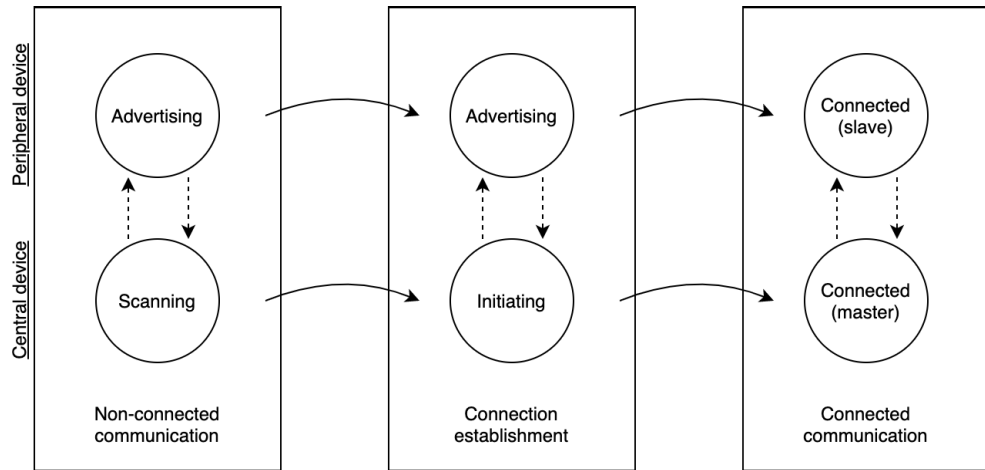 Peripheral device
Advertising
Advertising
Connected
(slave)
Central device
Scanning
Initiating
Connected
(master)
Non-connected
communication
Connection
establishment
Connected
communication